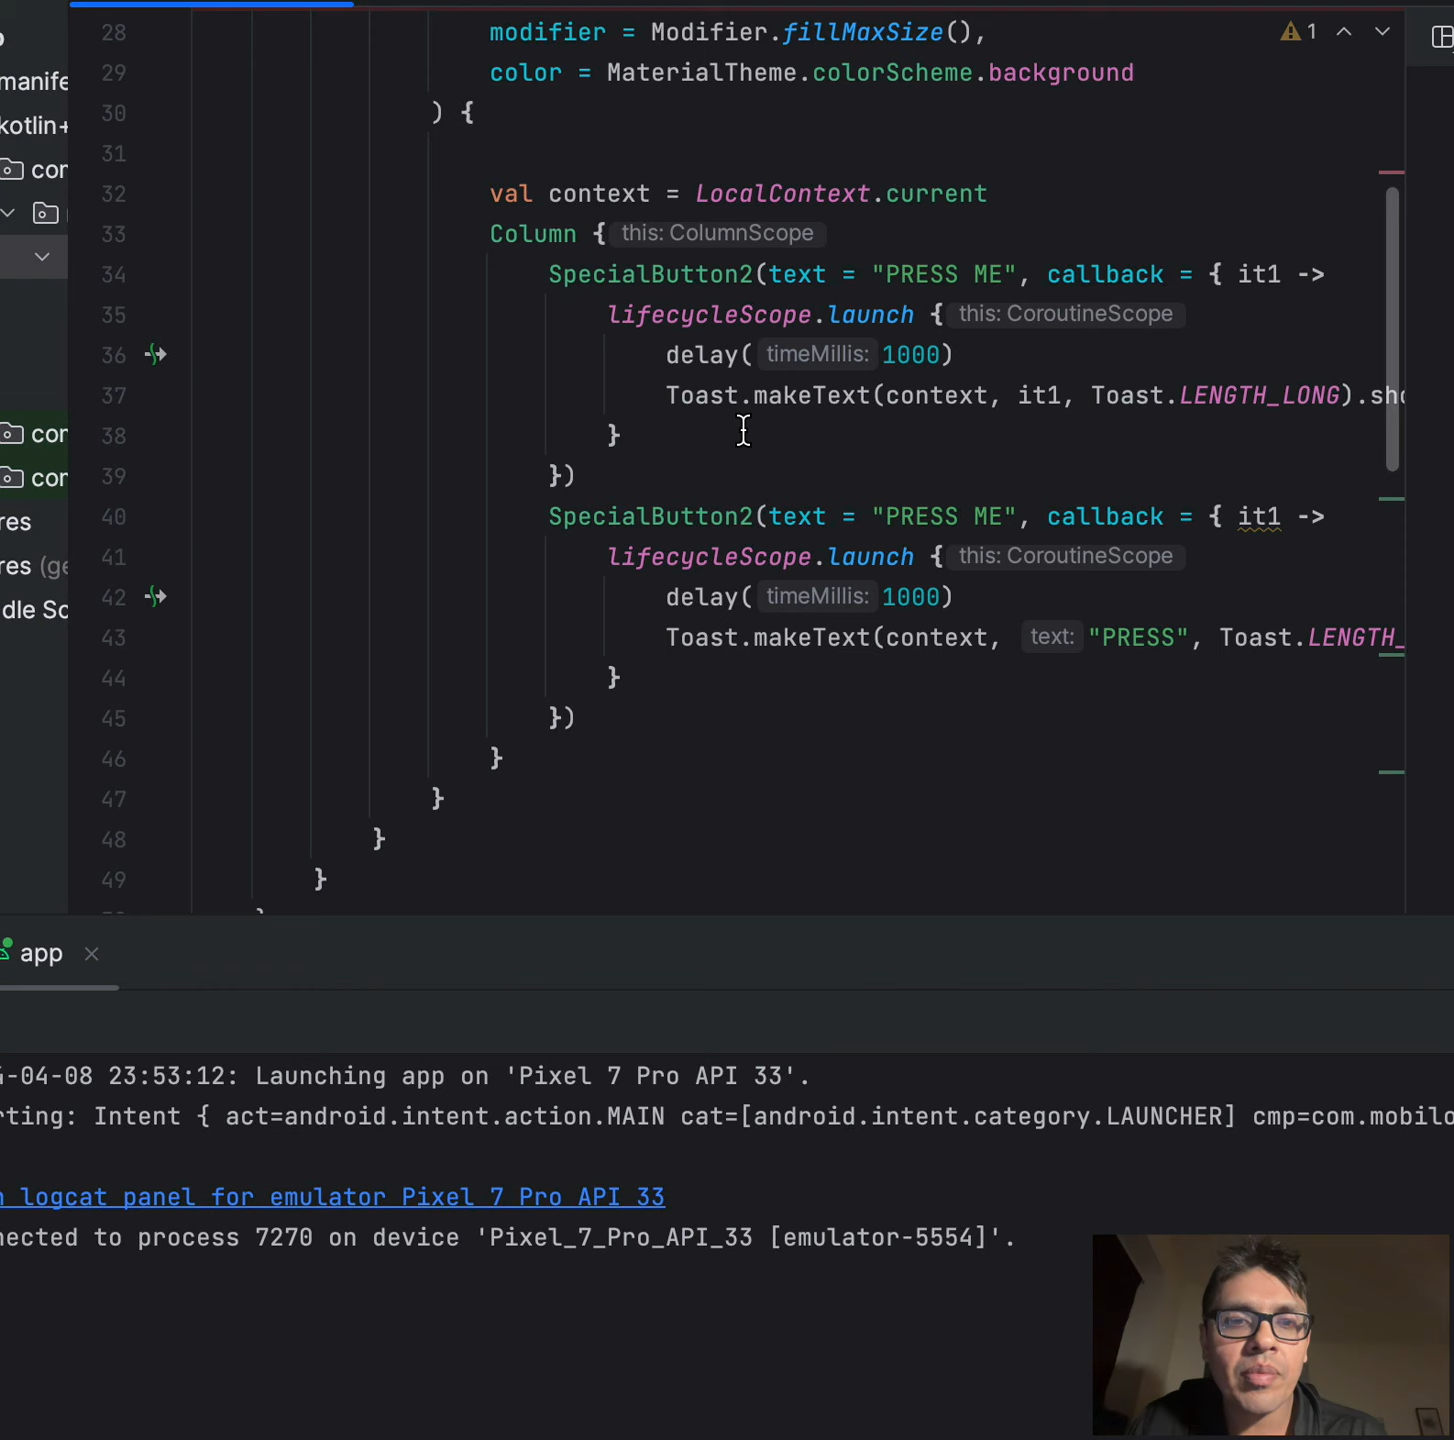 28 modifier = Modifier.fillMaxSize(), 1
29 color = MaterialTheme.colorScheme.background
manife
30 ) {
kotlin+
31
con
32 val context = LocalContext.current
33 Column { this: ColumnScope
34 SpecialButton2(text = "PRESS ME", callback = { it1 ->
35 lifecycleScope.launch { this: CoroutineScope
36 delay( timeMillis: 1000)
37 Toast.makeText(context, it1, Toast.LENGTH_LONG).sho
38 }
con
39 })
con
40 SpecialButton2(text = "PRESS ME", callback = { it1 ->
res
41 lifecycleScope.launch { this: CoroutineScope
res (ge
42 delay( timeMillis: 1000)
dle Sc
43 Toast.makeText(context, text: "PRESS", Toast.LENGTH_
44 }
45 })
46 }
47 }
48 }
49 }
app
4-04-08 23:53:12: Launching app on 'Pixel 7 Pro API 33'.
rting: Intent { act=android.intent.action.MAIN cat=[android.intent.category.LAUNCHER] cmp=com.mobilo
n logcat panel for emulator Pixel 7 Pro API 33
nected to process 7270 on device 'Pixel_7_Pro_API_33 [emulator-5554]'.